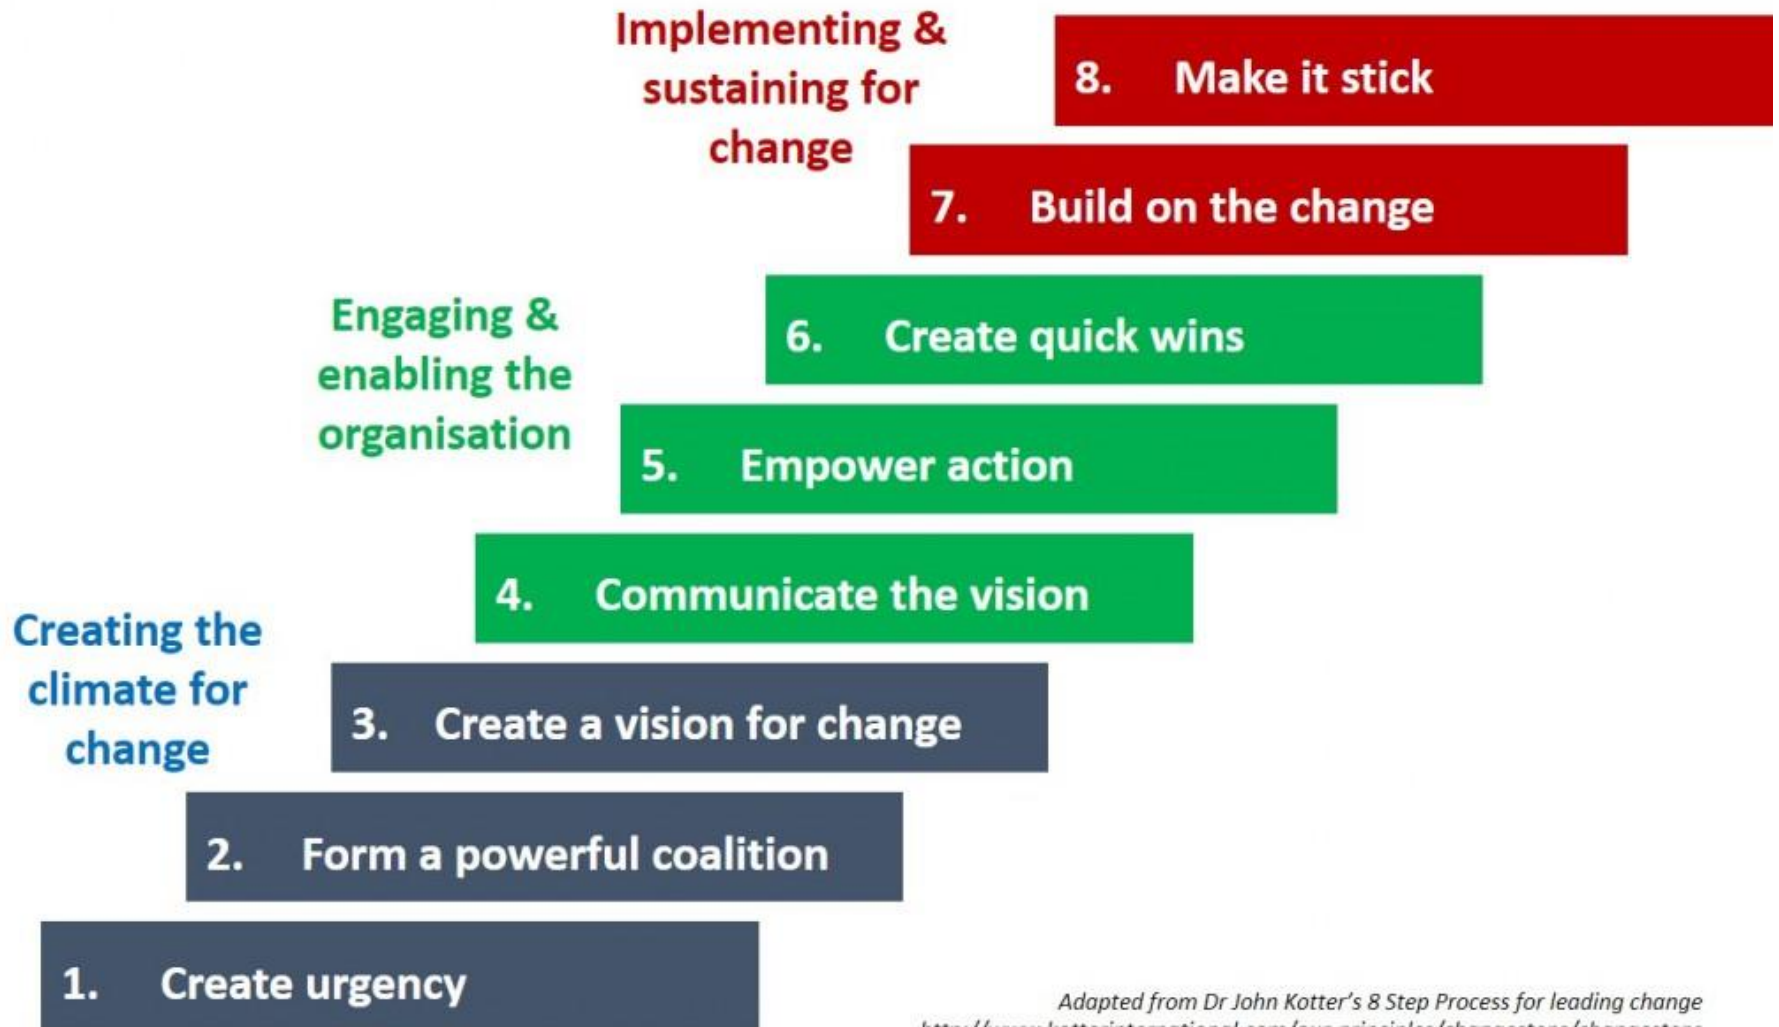 Implementing &
sustaining for
change
8. Make it stick
7. Build on the change
Engaging &
enabling the
organisation
6. Create quick wins
5. Empower action
4. Communicate the vision
Creating the
climate for
change
3. Create a vision for change
2. Form a powerful coalition
1. Create urgency
Adapted from Dr John Kotter's 8 Step Process for leading change